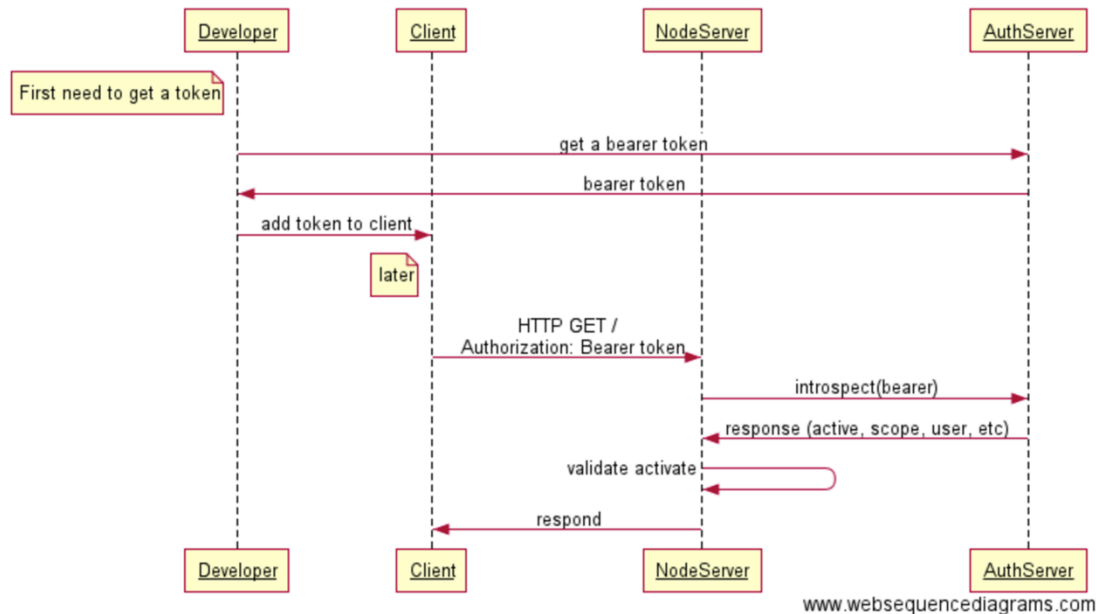 Developer
Client
NodeServer
AuthServer
First need to get a token
get a bearer token
bearer token
add token to client
later
HTTP GET /
Authorization: Bearer token
introspect(bearer)
response (active, scope, user, etc)
validate activate
respond
Developer
Client
NodeServer
AuthServer
www.websequencediagrams.com